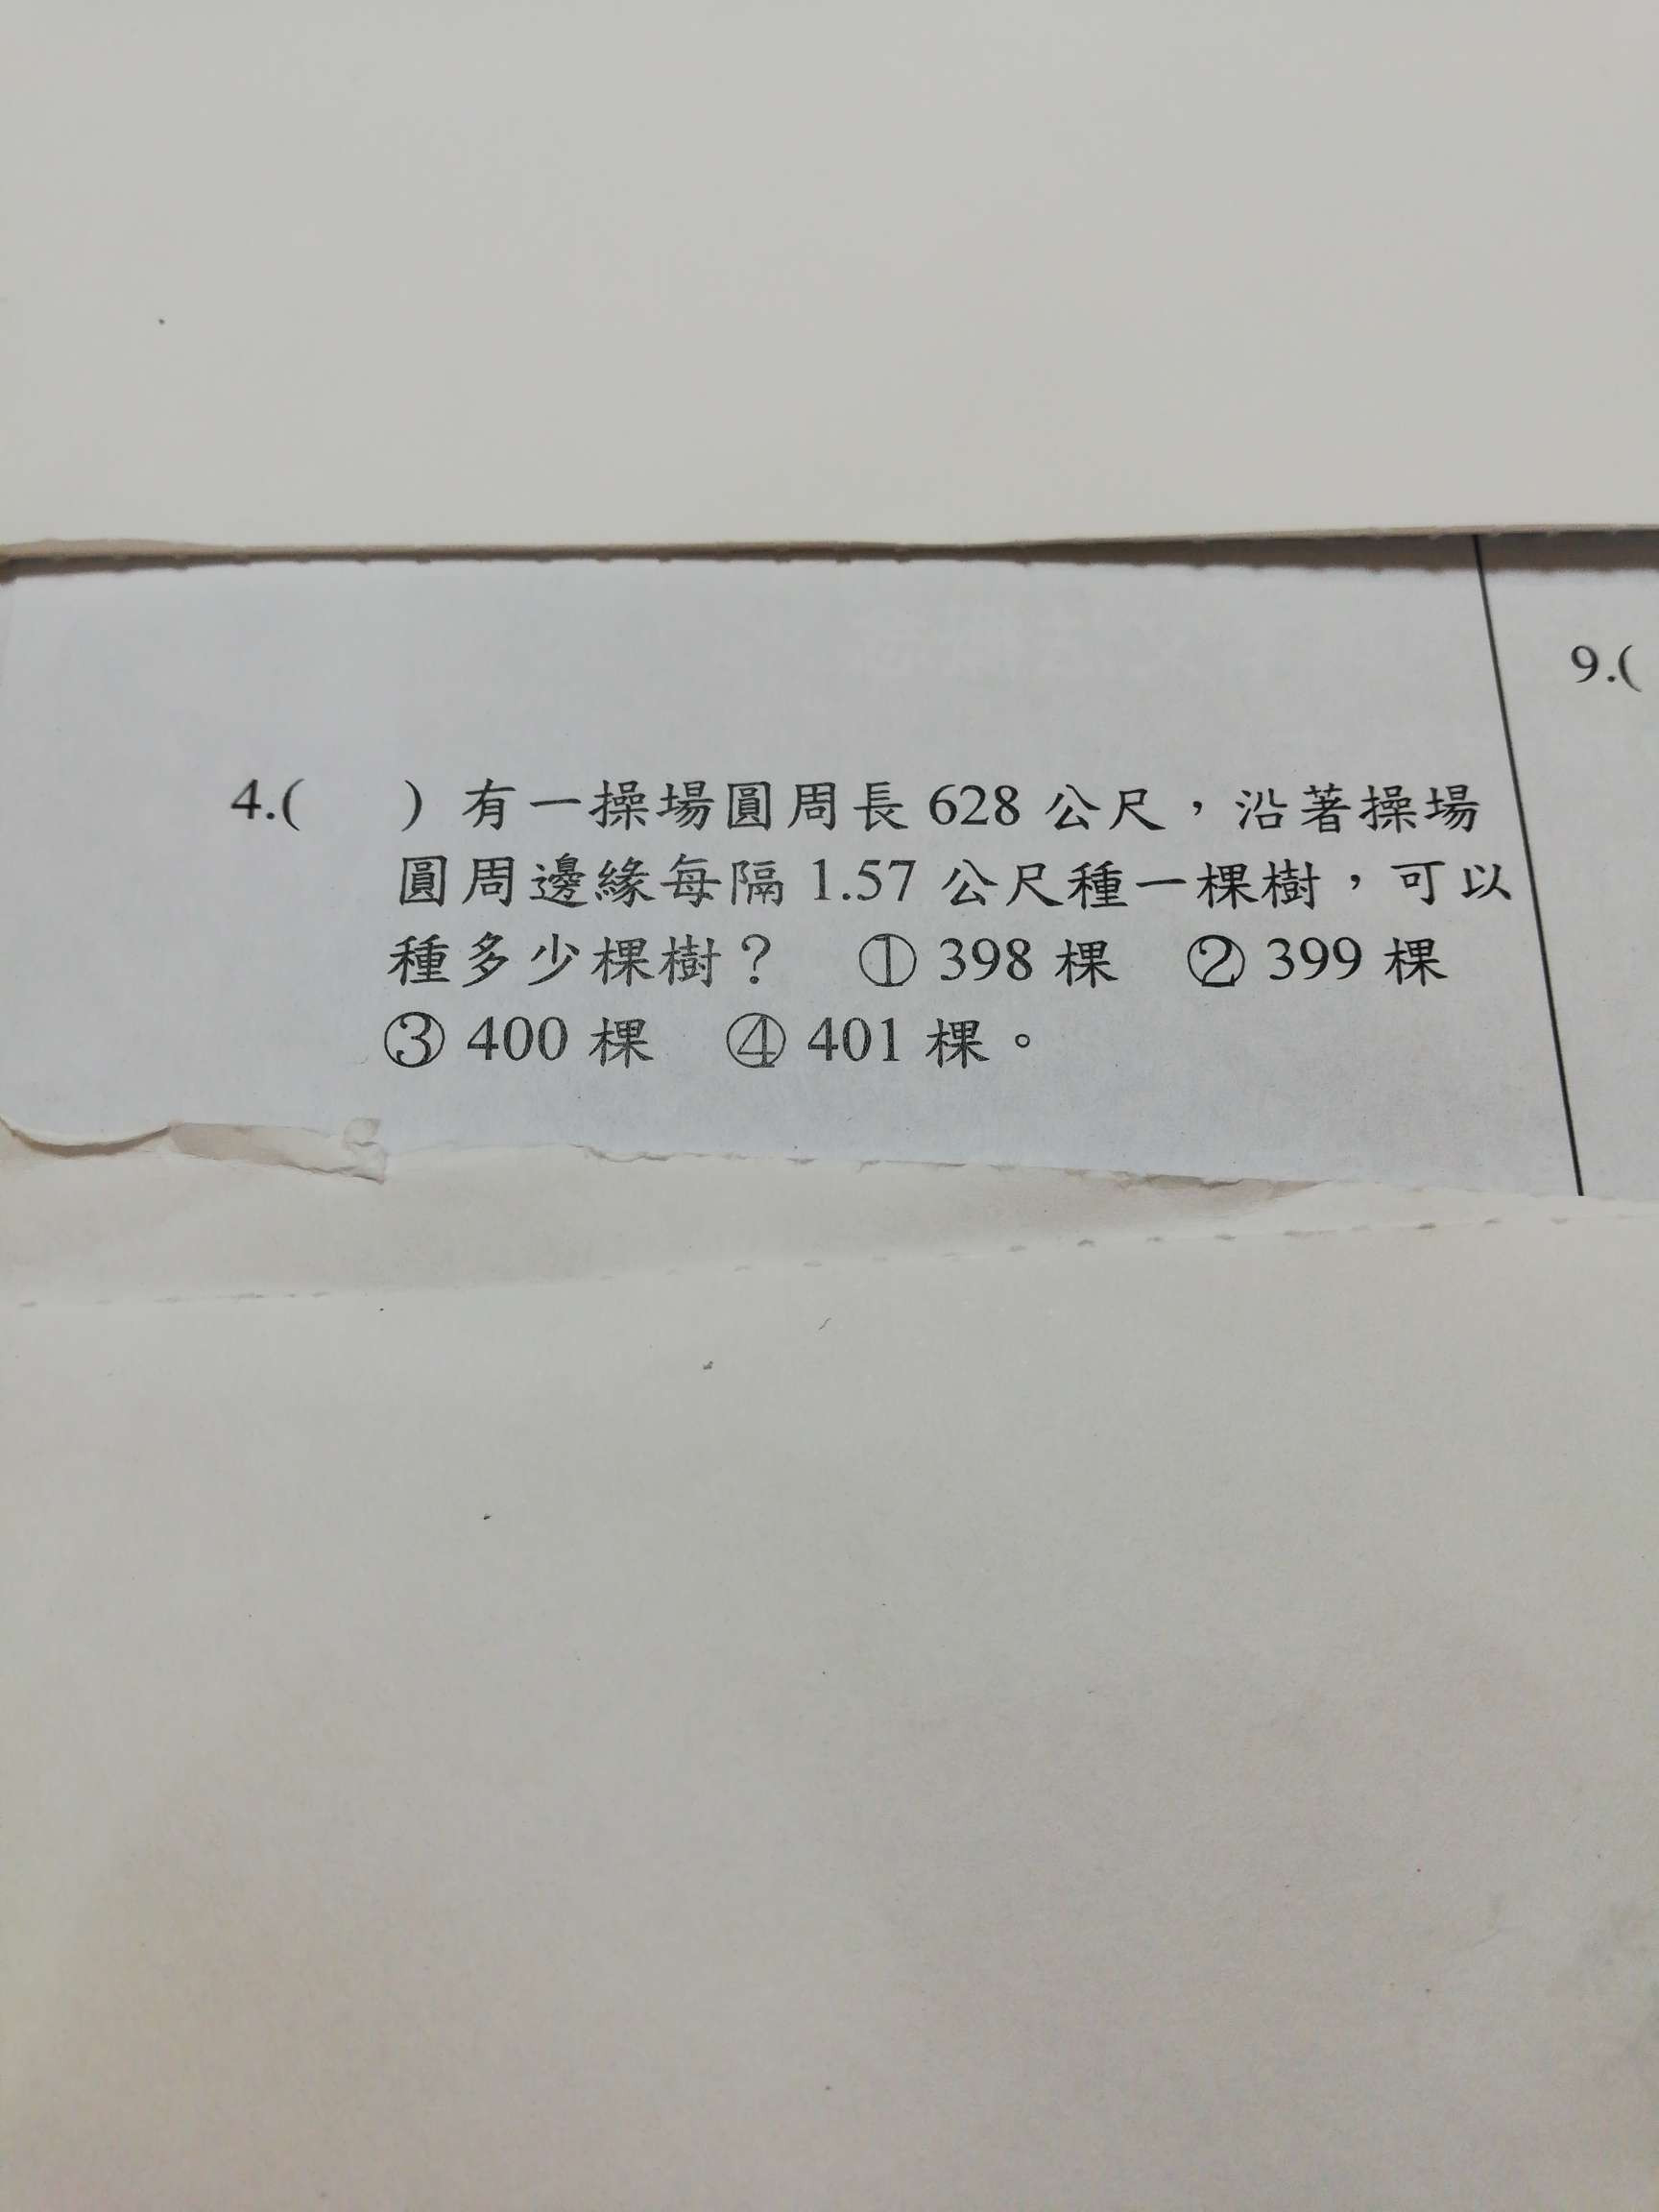 4.(　) 有一操場圓周長 628 公尺，沿著操場
圓周邊緣每隔 1.57 公尺種一棵樹，可以
種多少棵樹？　① 398 棵　② 399 棵
③ 400 棵　④ 401 棵。
9.(